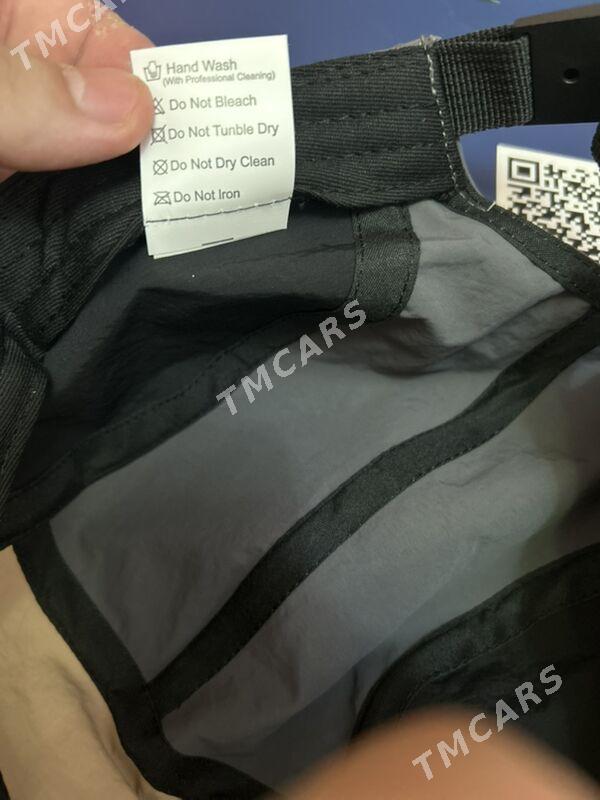 TMCARS
Hand Wash
(With Professional Cleaning)
Do Not Bleach
Do Not Tunble Dry
Do Not Dry Clean
Do Not Iron
TMCARS
TMCARS